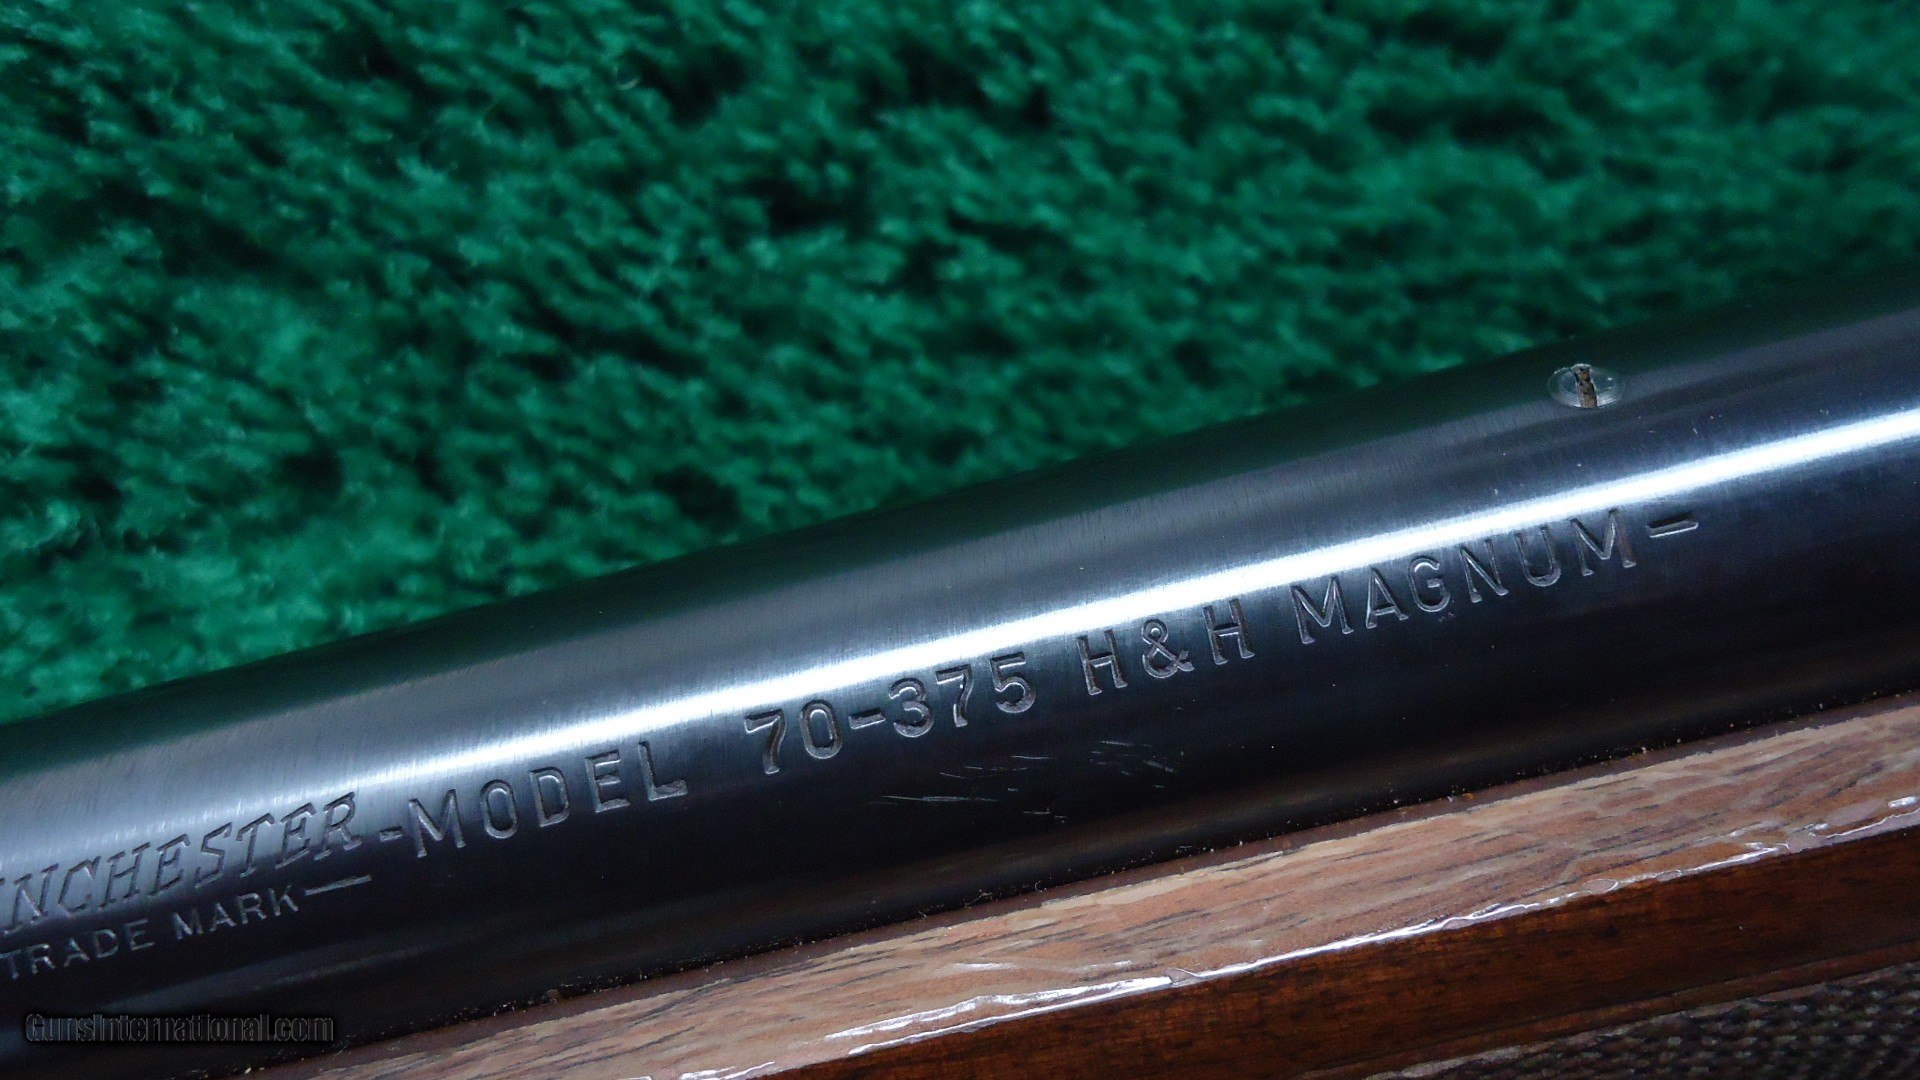 INCHESTER -MODEL 70-375 H&H MAGNUM-
TRADE MARK—
GunsInternational.com